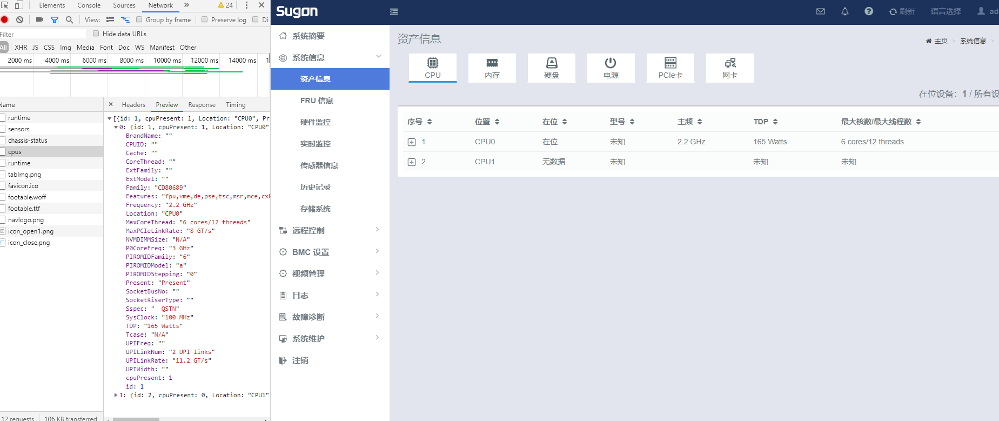 Elements Console Sources Network » 24
View: Group by frame Preserve log Di
Filter Hide data URLs
All XHR JS CSS Img Media Font Doc WS Manifest Other
2000 ms 4000 ms 6000 ms 8000 ms 10000 ms 12000 ms 14000 ms 1
Name
runtime
sensors
chassis-status
cpus
runtime
tabImg.png
favicon.ico
footable.woff
footable.ttf
navlogo.png
icon_open1.png
icon_close.png
12 requests 106 KB transferred
× Headers Preview Response Timing
[{id: 1, cpuPresent: 1, Location: "CPU0", Pr
0: {id: 1, cpuPresent: 1, Location: "CPU0",
BrandName: ""
CPUID: ""
Cache: ""
CoreThread: ""
ExtFamily: ""
ExtModel: ""
Family: "CD80689"
Features: "fpu,vme,de,pse,tsc,msr,mce,cx8
Frequency: "2.2 GHz"
Location: "CPU0"
MaxCoreThread: "6 cores/12 threads"
MaxPCIeLinkRate: "8 GT/s"
NVMDIMMSize: "N/A"
P0CoreFreq: "3 GHz"
PIROMIDFamily: "6"
PIROMIDModel: "a"
PIROMIDStepping: "0"
Present: "Present"
SocketBusNo: ""
SocketRiserType: ""
Sspec: "  QSTN"
SysClock: "100 MHz"
TDP: "165 Watts"
Tcase: "N/A"
UPIFreq: ""
UPILinkNum: "2 UPI links"
UPILinkRate: "11.2 GT/s"
UPIWidth: ""
cpuPresent: 1
id: 1
1: {id: 2, cpuPresent: 0, Location: "CPU1",
Sugon
刷新 语言选择 ad
系统摘要
系统信息
资产信息
FRU 信息
硬件监控
实时监控
传感器信息
历史记录
存储系统
远程控制
BMC 设置
视频管理
日志
故障诊断
系统维护
注销
资产信息
主页 > 系统信息 >
CPU 内存 硬盘 电源 PCIe卡 网卡
在位设备：1 / 所有设
序号 位置 在位 型号 主频 TDP 最大核数/最大线程数
1 CPU0 在位 未知 2.2 GHz 165 Watts 6 cores/12 threads
2 CPU1 无数据 未知 未知 未知